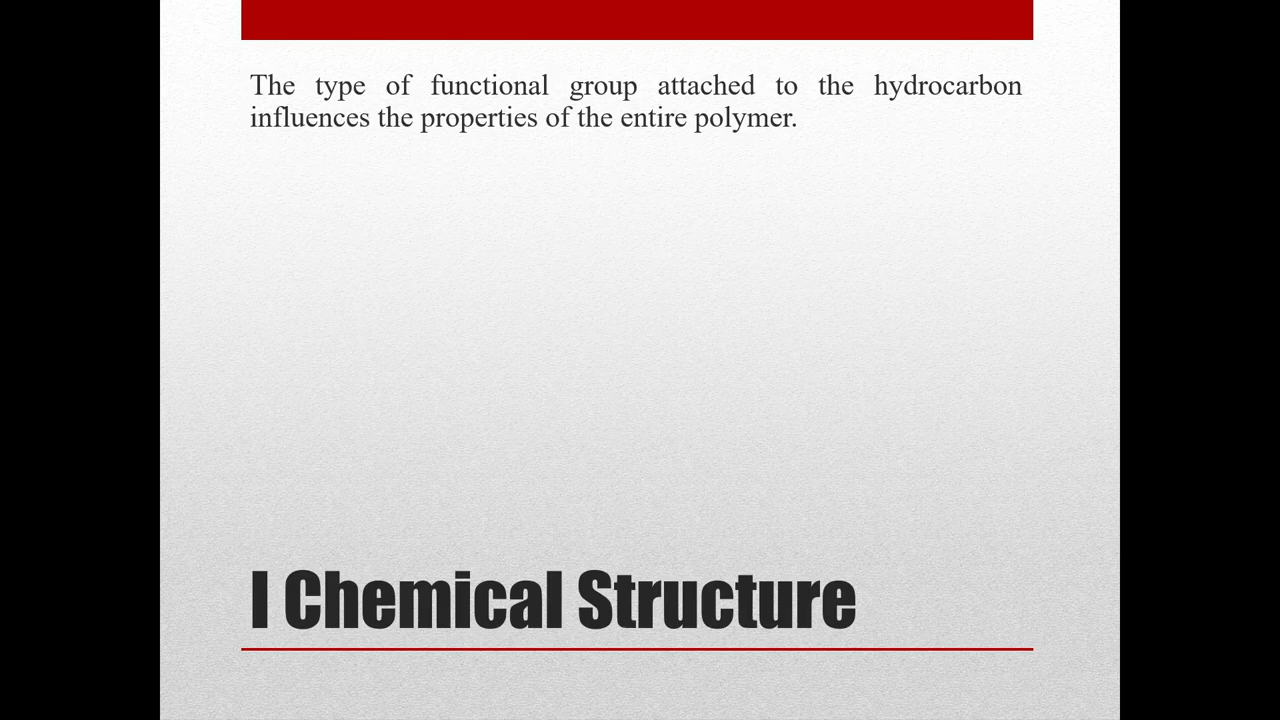 The type of functional group attached to the hydrocarbon
influences the properties of the entire polymer.
I Chemical Structure